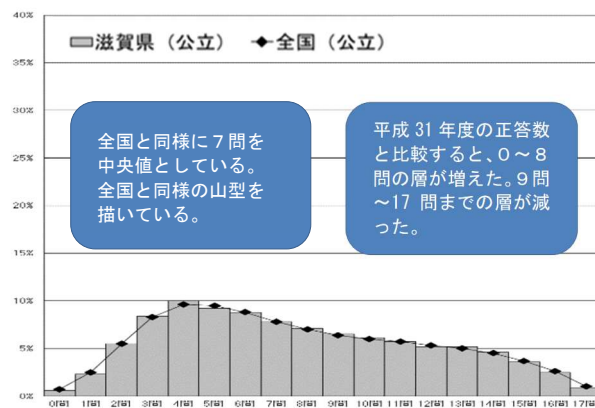 40%
滋賀県（公立） 全国（公立）
35%
30%
25%
20%
15%
10%
5%
0%
全国と同様に７問を
中央値としている。
全国と同様の山型を
描いている。
平成 31 年度の正答数
と比較すると、０～８
問の層が増えた。９問
～17 問までの層が減
った。
0問 1問 2問 3問 4問 5問 6問 7問 8問 9問 10問 11問 12問 13問 14問 15問 16問 17問